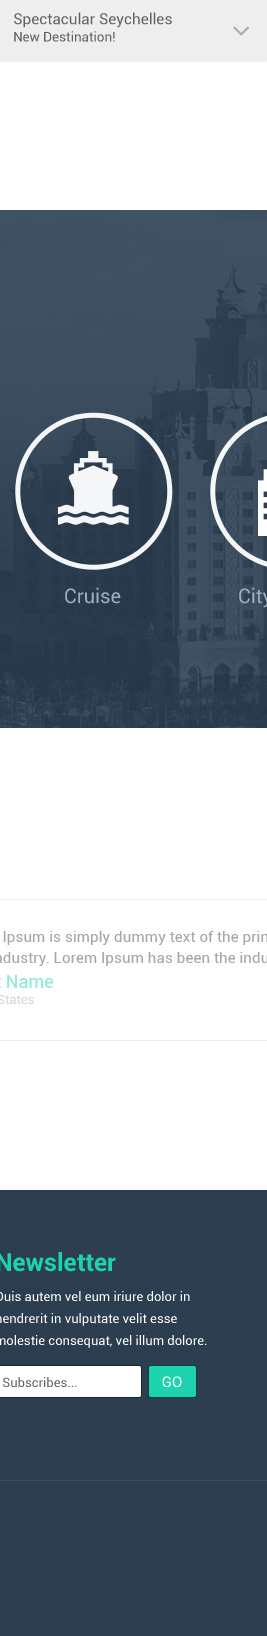 Spectacular Seychelles
New Destination!
Cruise
City
Ipsum is simply dummy text of the prin
ndustry. Lorem Ipsum has been the indu
t Name
States
Newsletter
Duis autem vel eum iriure dolor in
hendrerit in vulputate velit esse
molestie consequat, vel illum dolore.
Subscribes...
GO